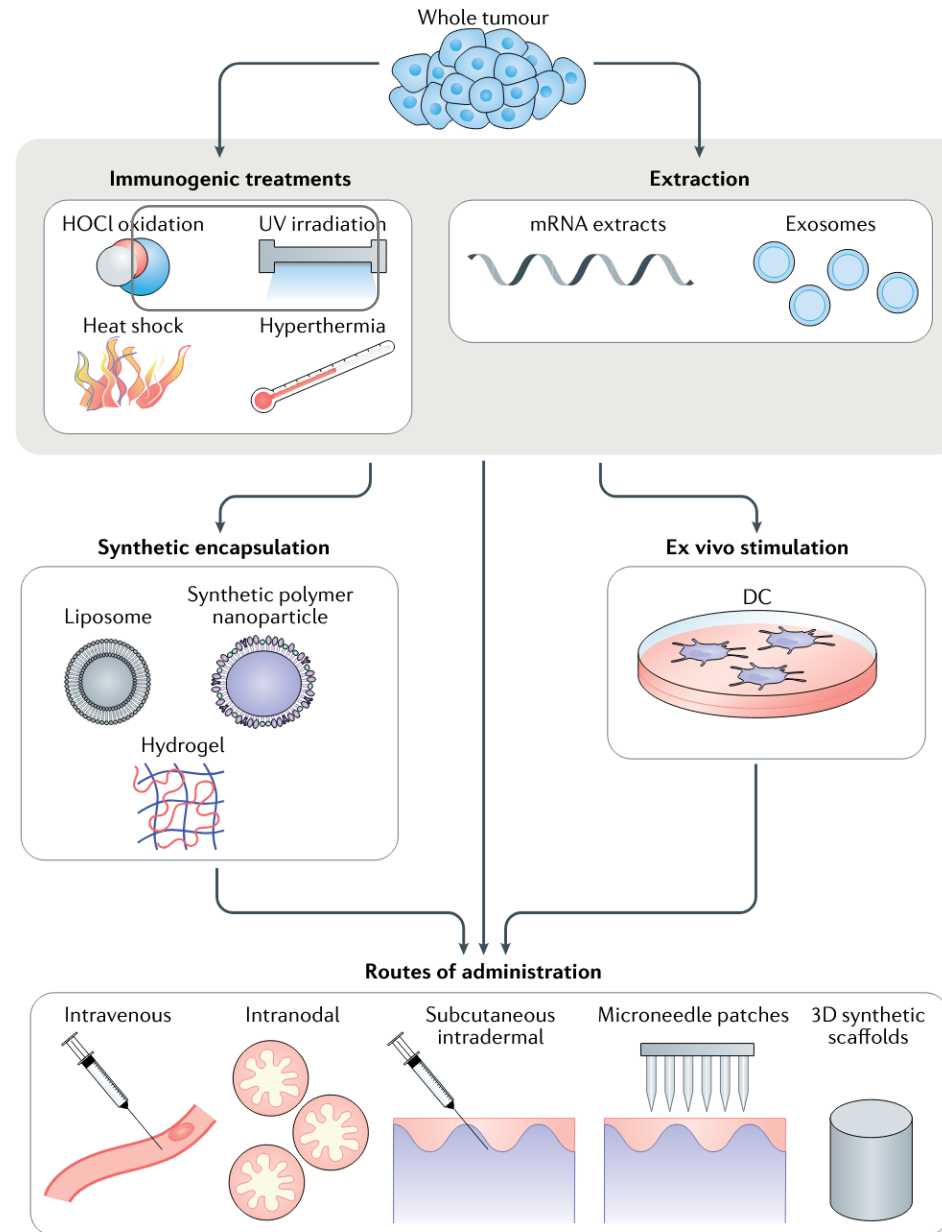 Whole tumour
Immunogenic treatments
Extraction
HOCl oxidation
UV irradiation
mRNA extracts
Exosomes
Heat shock
Hyperthermia
Synthetic encapsulation
Ex vivo stimulation
Liposome
Synthetic polymer
nanoparticle
DC
Hydrogel
Routes of administration
Intravenous
Intranodal
Subcutaneous
intradermal
Microneedle patches
3D synthetic
scaffolds